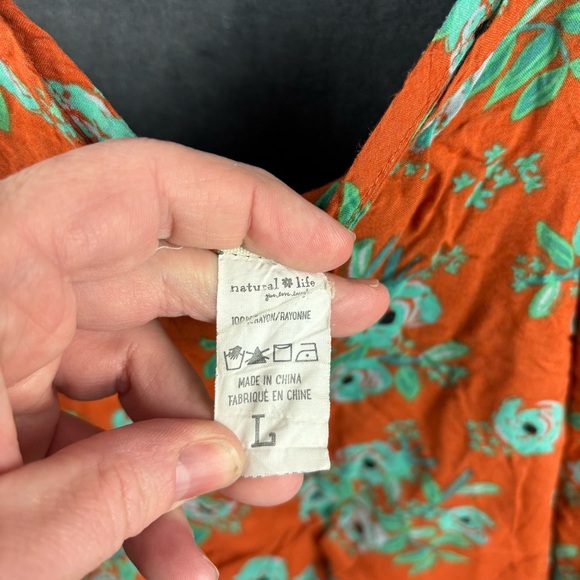 natural life
give. love. laugh.
100% RAYON/RAYONNE
MADE IN CHINA
FABRIQUÉ EN CHINE
L